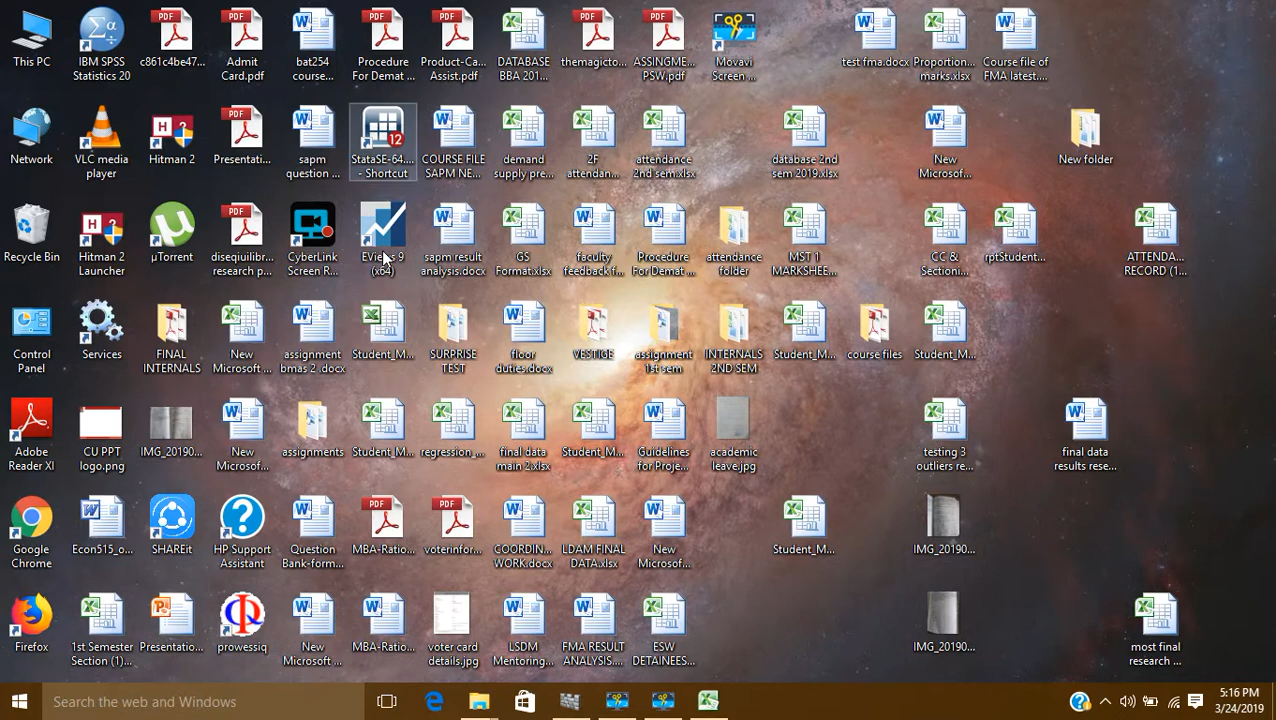 This PC
IBM SPSS
Statistics 20
c861c4be47...
Admit
Card.pdf
bat254
course...
Procedure
For Demat ...
Product-Ca...
Assist.pdf
DATABASE
BBA 201...
themagicto...
ASSINGME...
PSW.pdf
Movavi
Screen ...
test fma.docx
Proportion...
marks.xlsx
Course file of
FMA latest....
Network
VLC media
player
Hitman 2
Presentati...
sapm
question ...
StataSE-64....
- Shortcut
COURSE FILE
SAPM NE...
demand
supply pre...
2F
attendan...
attendance
2nd sem.xlsx
database 2nd
sem 2019.xlsx
New
Microsof...
New folder
Recycle Bin
Hitman 2
Launcher
µTorrent
disequilibr...
research p...
CyberLink
Screen R...
EViews 9
(x64)
sapm result
analysis.docx
GS
Format.xlsx
faculty
feedback f...
Procedure
For Demat ...
attendance
folder
MST 1
MARKSHEE...
CC &
Sectioni...
rptStudent...
ATTENDA...
RECORD (1...
Control
Panel
Services
FINAL
INTERNALS
New
Microsoft ...
assignment
bmas 2 .docx
Student_M...
SURPRISE
TEST
floor
duties.docx
VESTIGE
assignment
1st sem
INTERNALS
2ND SEM
Student_M...
course files
Student_M...
Adobe
Reader XI
CU PPT
logo.png
IMG_20190...
New
Microsof...
assignments
Student_M...
regression_...
final data
main 2.xlsx
Student_M...
Guidelines
for Proje...
academic
leave.jpg
testing 3
outliers re...
final data
results rese...
Google
Chrome
Econ515_o...
SHAREit
HP Support
Assistant
Question
Bank-form...
MBA-Ratio...
voterinfor...
COORDIN...
WORK.docx
LDAM FINAL
DATA.xlsx
New
Microsof...
Student_M...
IMG_20190...
Firefox
1st Semester
Section (1)...
Presentatio...
prowessiq
New
Microsoft ...
MBA-Ratio...
voter card
details.jpg
LSDM
Mentoring...
FMA RESULT
ANALYSIS....
ESW
DETAINEES...
IMG_20190...
most final
research ...
Search the web and Windows
5:16 PM
3/24/2019